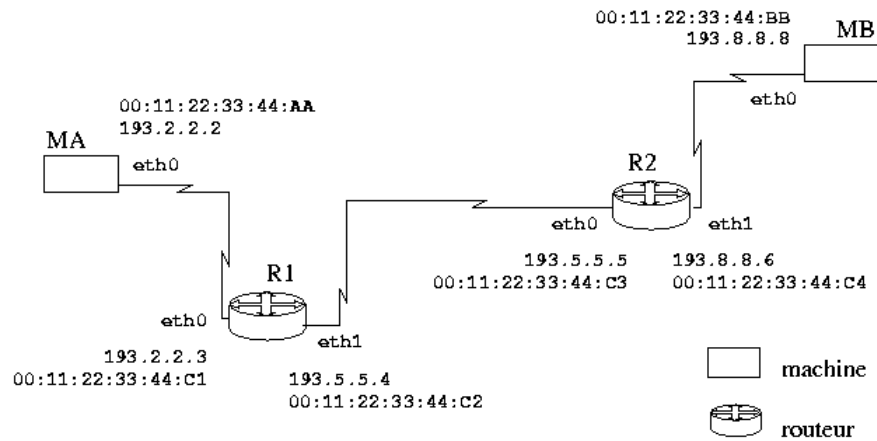 00:11:22:33:44:BB
193.8.8.8
MB
eth0
00:11:22:33:44:AA
193.2.2.2
MA
eth0
R2
eth0
eth1
193.5.5.5
00:11:22:33:44:C3
193.8.8.6
00:11:22:33:44:C4
R1
eth0
eth1
193.2.2.3
00:11:22:33:44:C1
193.5.5.4
00:11:22:33:44:C2
machine
routeur